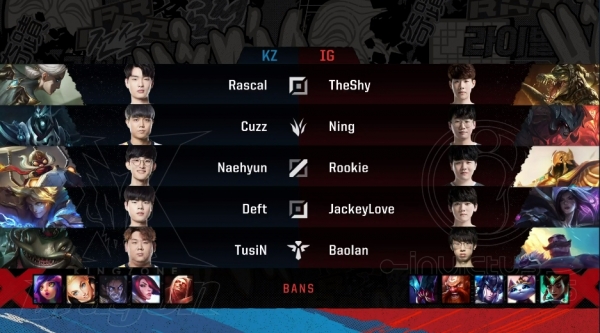 KZ IG
Rascal TheShy
Cuzz Ning
Naehyun Rookie
Deft JackeyLove
TusiN Baolan
BANS